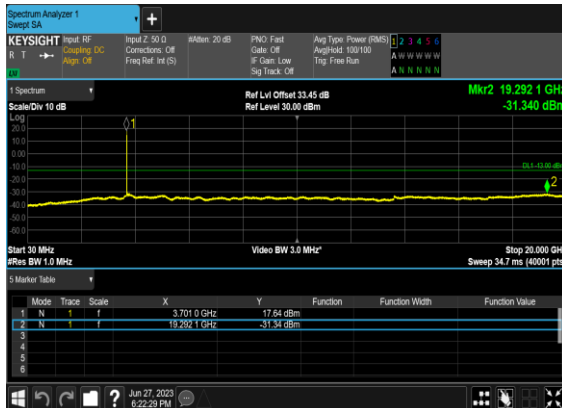 Spectrum Analyzer 1
Swept SA
+
KEYSIGHT Input: RF Input Z: 50 Ω #Atten: 20 dB PNO: Fast Avg Type: Power (RMS) 1 2 3 4 5 6
R T Coupling: DC Corrections: Off Gate: Off Avg|Hold: 100/100 A W W W W W
Align: Off Freq Ref: Int (S) IF Gain: Low Trig: Free Run
LXI Sig Track: Off A N N N N N
1 Spectrum
Scale/Div 10 dB
Ref Lvl Offset 33.45 dB
Ref Level 30.00 dBm
Mkr2 19.292 1 GHz
-31.340 dBm
Log
20.0
10.0
0.00
-10.0
-20.0
-30.0
-40.0
-50.0
-60.0
1
DL1 -13.00 dBm
2
Start 30 MHz Video BW 3.0 MHz* Stop 20.000 GHz
#Res BW 1.0 MHz Sweep 34.7 ms (40001 pts)
5 Marker Table
Mode Trace Scale X Y Function Function Width Function Value
1 N 1 f 3.701 0 GHz 17.64 dBm
2 N 1 f 19.292 1 GHz -31.34 dBm
3
4
5
6
? Jun 27, 2023
6:22:29 PM